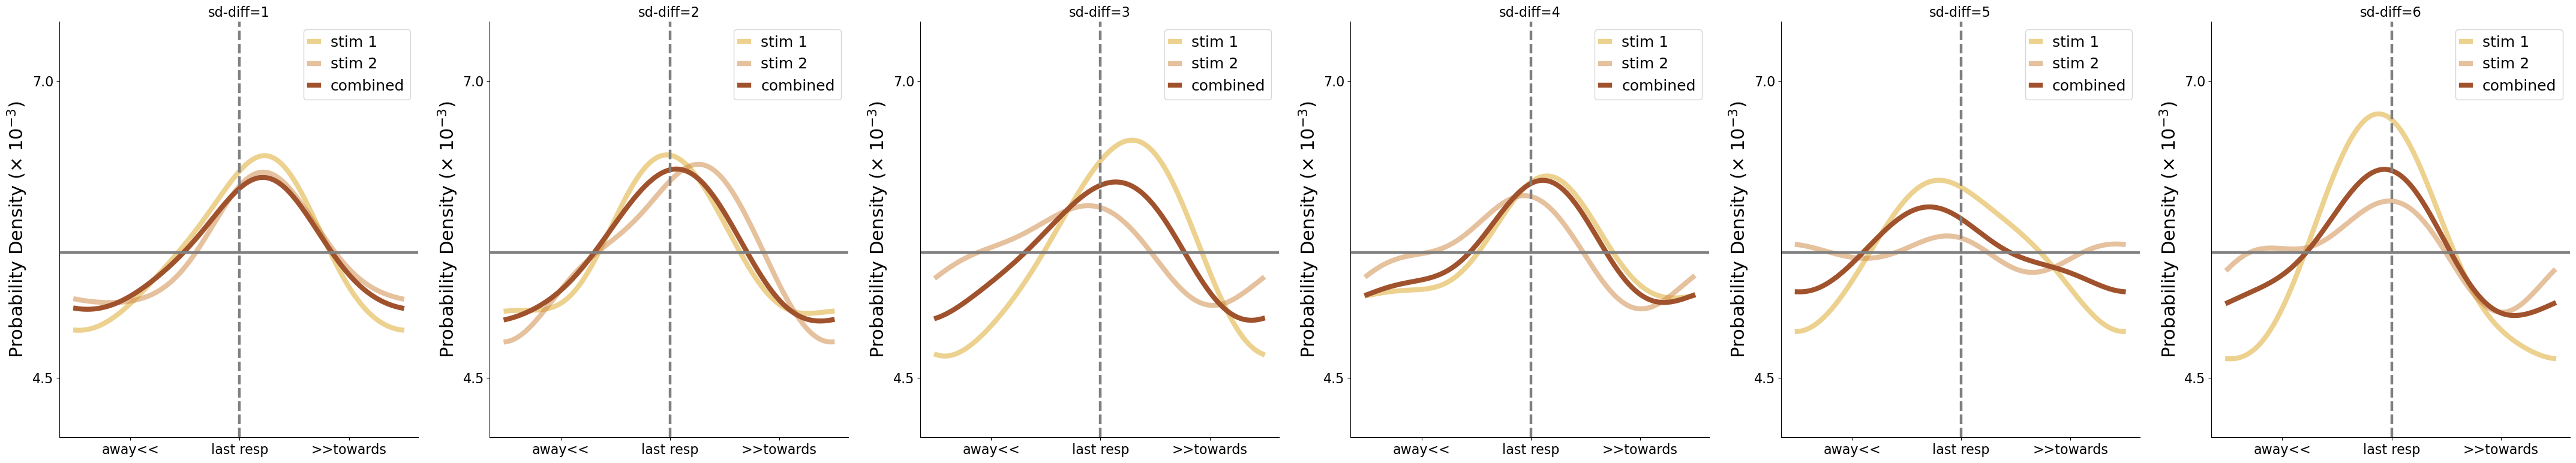 sd-diff=1
Probability Density (× 10⁻³)
7.0
4.5
stim 1
stim 2
combined
away<<
last resp
>>towards
sd-diff=2
Probability Density (× 10⁻³)
7.0
4.5
stim 1
stim 2
combined
away<<
last resp
>>towards
sd-diff=3
Probability Density (× 10⁻³)
7.0
4.5
stim 1
stim 2
combined
away<<
last resp
>>towards
sd-diff=4
Probability Density (× 10⁻³)
7.0
4.5
stim 1
stim 2
combined
away<<
last resp
>>towards
sd-diff=5
Probability Density (× 10⁻³)
7.0
4.5
stim 1
stim 2
combined
away<<
last resp
>>towards
sd-diff=6
Probability Density (× 10⁻³)
7.0
4.5
stim 1
stim 2
combined
away<<
last resp
>>towards